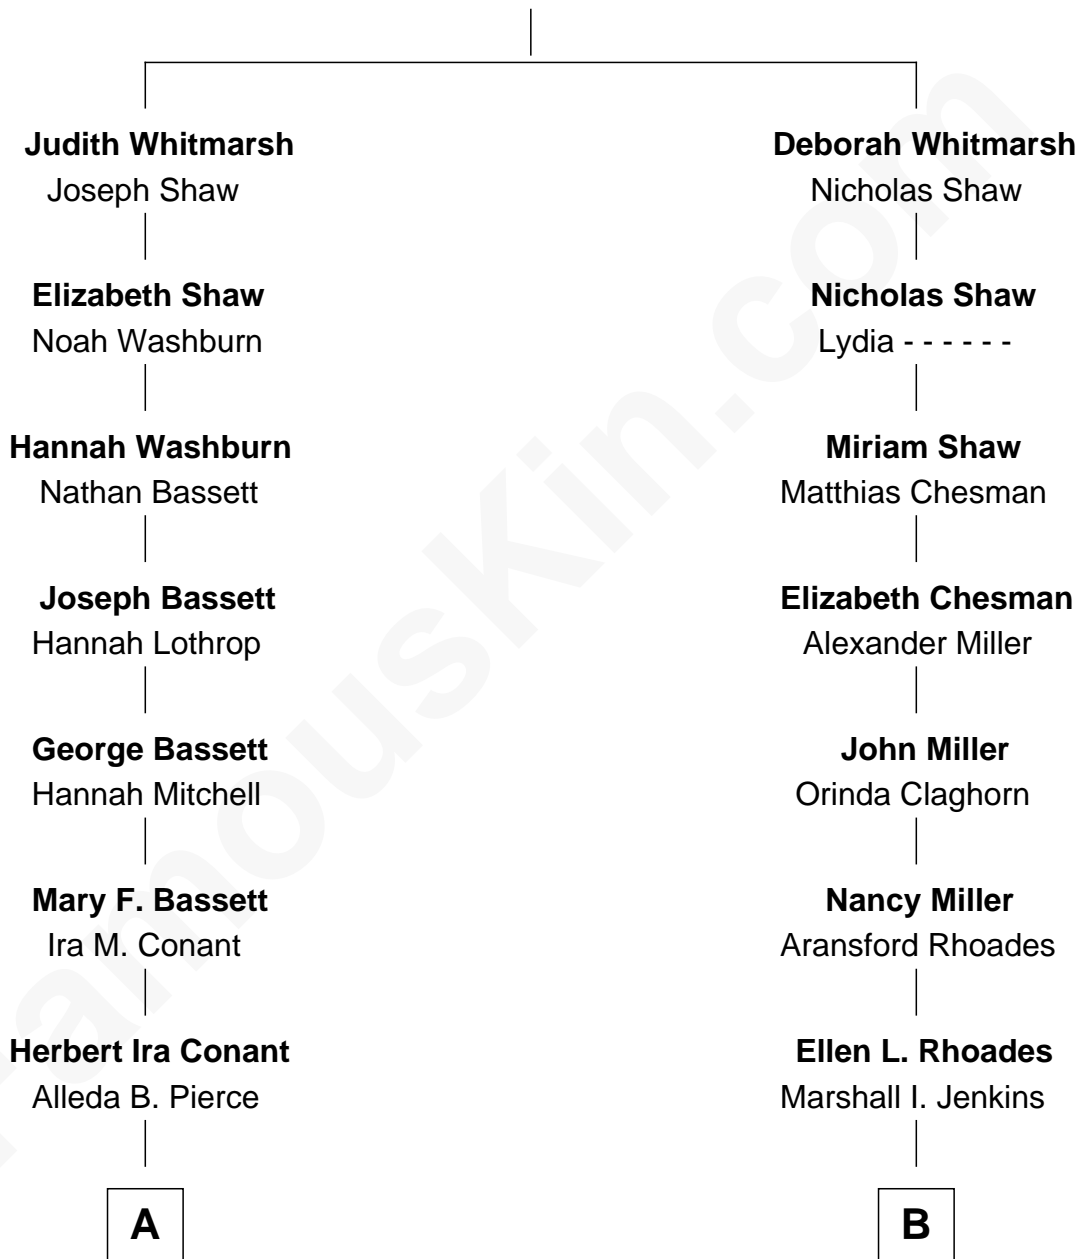 Judith Whitmarsh
Joseph Shaw
Elizabeth Shaw
Noah Washburn
Hannah Washburn
Nathan Bassett
Joseph Bassett
Hannah Lothrop
George Bassett
Hannah Mitchell
Mary F. Bassett
Ira M. Conant
Herbert Ira Conant
Alleda B. Pierce
A
Deborah Whitmarsh
Nicholas Shaw
Nicholas Shaw
Lydia - - - - - -
Miriam Shaw
Matthias Chesman
Elizabeth Chesman
Alexander Miller
John Miller
Orinda Claghorn
Nancy Miller
Aransford Rhoades
Ellen L. Rhoades
Marshall I. Jenkins
B
FamousKin.com